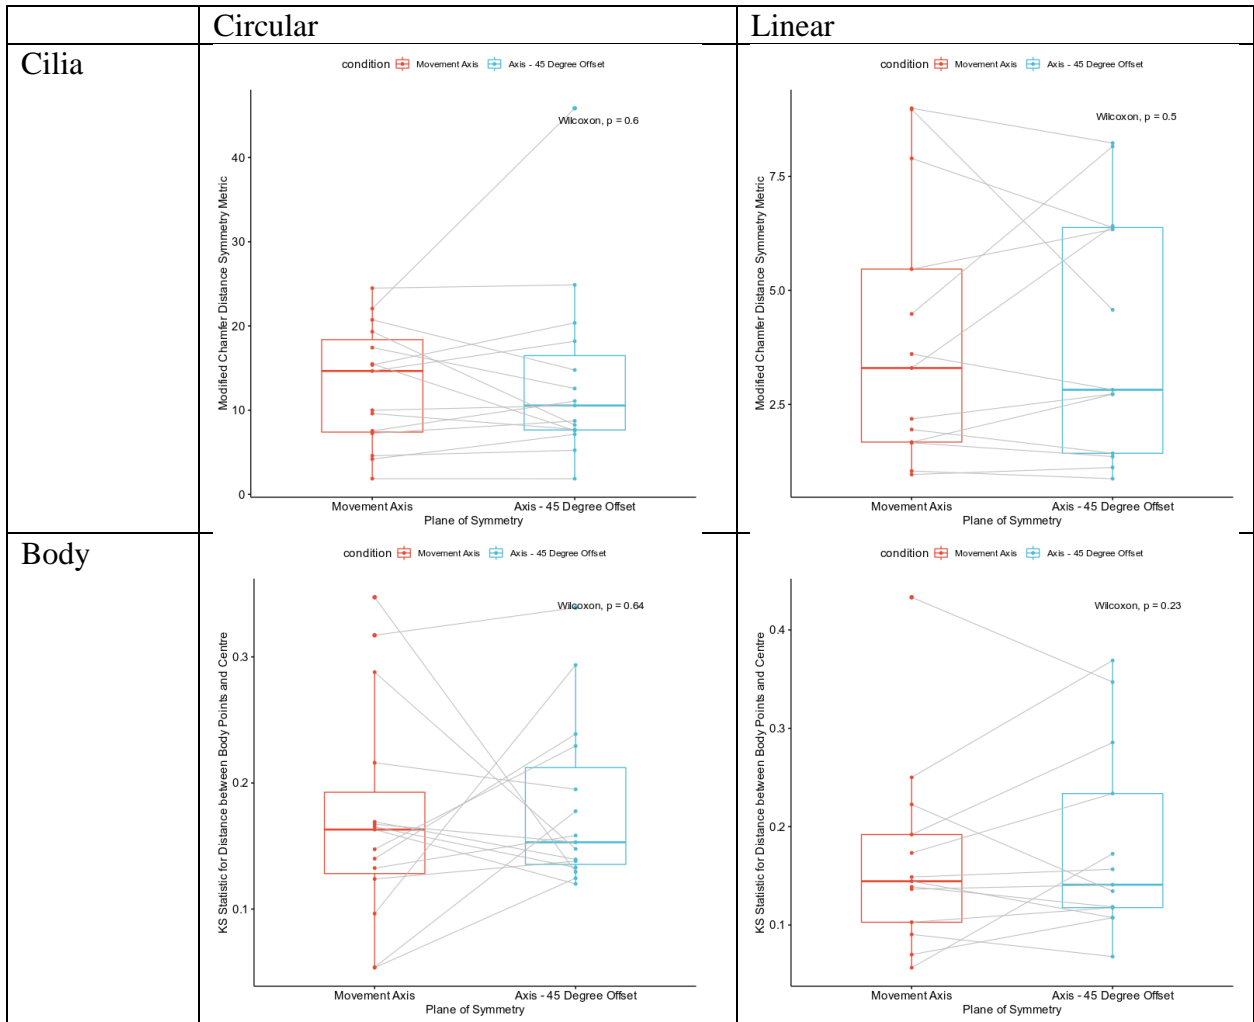 Circular
Linear
Cilia
condition Movement Axis Axis - 45 Degree Offset
Modified Chamfer Distance Symmetry Metric
Wilcoxon, p = 0.6
40
30
20
10
0
Movement Axis Axis - 45 Degree Offset
Plane of Symmetry
condition Movement Axis Axis - 45 Degree Offset
Modified Chamfer Distance Symmetry Metric
Wilcoxon, p = 0.5
7.5
5.0
2.5
Movement Axis Axis - 45 Degree Offset
Plane of Symmetry
Body
condition Movement Axis Axis - 45 Degree Offset
KS Statistic for Distance between Body Points and Centre
Wilcoxon, p = 0.64
0.3
0.2
0.1
Movement Axis Axis - 45 Degree Offset
Plane of Symmetry
condition Movement Axis Axis - 45 Degree Offset
KS Statistic for Distance between Body Points and Centre
Wilcoxon, p = 0.23
0.4
0.3
0.2
0.1
Movement Axis Axis - 45 Degree Offset
Plane of Symmetry